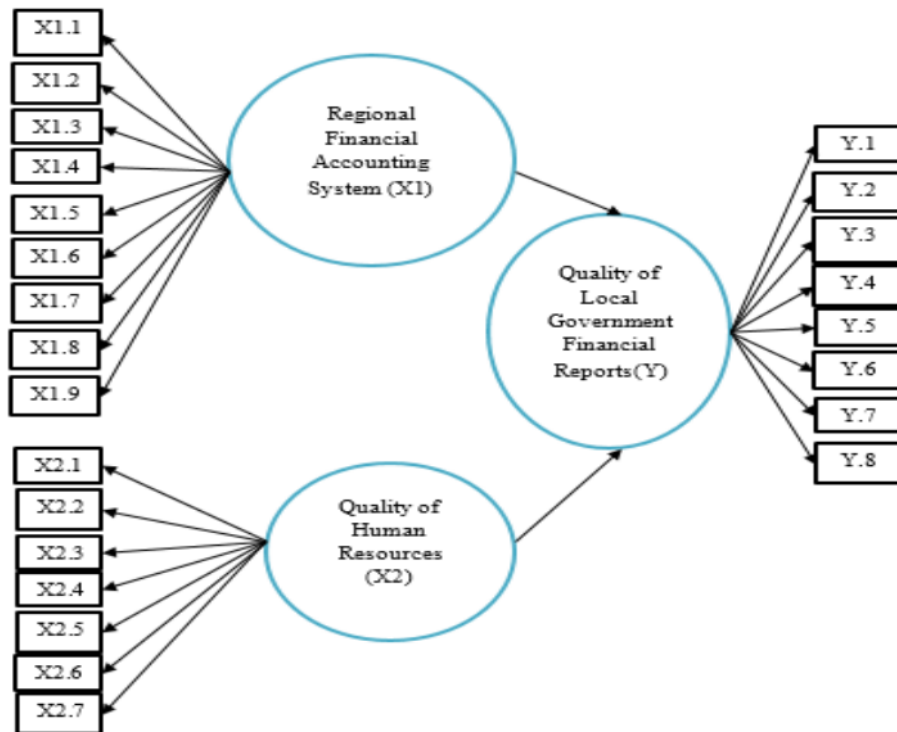 X1.1
X1.2
X1.3
X1.4
X1.5
X1.6
X1.7
X1.8
X1.9
Regional
Financial
Accounting
System (X1)
X2.1
X2.2
X2.3
X2.4
X2.5
X2.6
X2.7
Quality of
Human
Resources
(X2)
Quality of
Local
Government
Financial
Reports(Y)
Y.1
Y.2
Y.3
Y.4
Y.5
Y.6
Y.7
Y.8